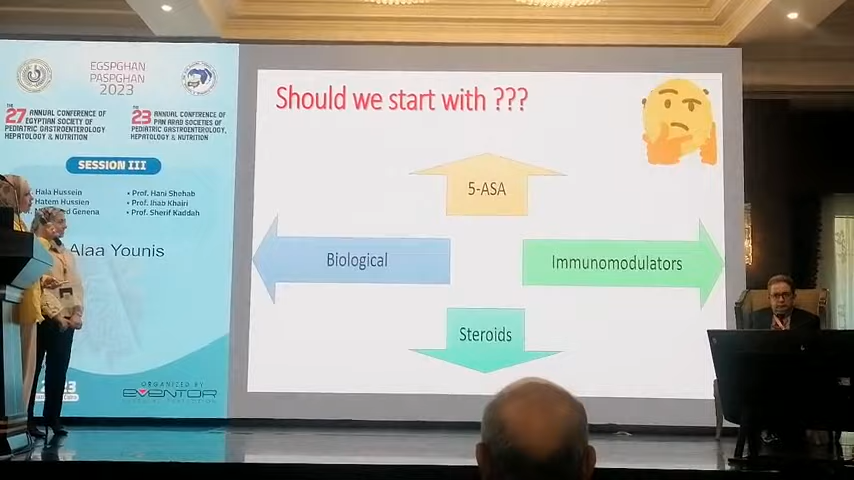 EGSPGHAN
PASPGHAN
2023
The
27 ANNUAL CONFERENCE OF
EGYPTIAN SOCIETY OF
PEDIATRIC GASTROENTEROLOGY
HEPATOLOGY & NUTRITION
The
23 ANNUAL CONFERENCE OF
PAN ARAB SOCIETIES OF
PEDIATRIC GASTROENTEROLOGY,
HEPATOLOGY & NUTRITION
SESSION III
Hala Hussein
Hatem Hussein
Genena
• Prof. Hani Shehab
• Prof. Ihab Khairi
• Prof. Sherif Kaddah
Alaa Younis
ORGANIZED BY
EVENTOR
Should we start with ???
5-ASA
Biological
Immunomodulators
Steroids